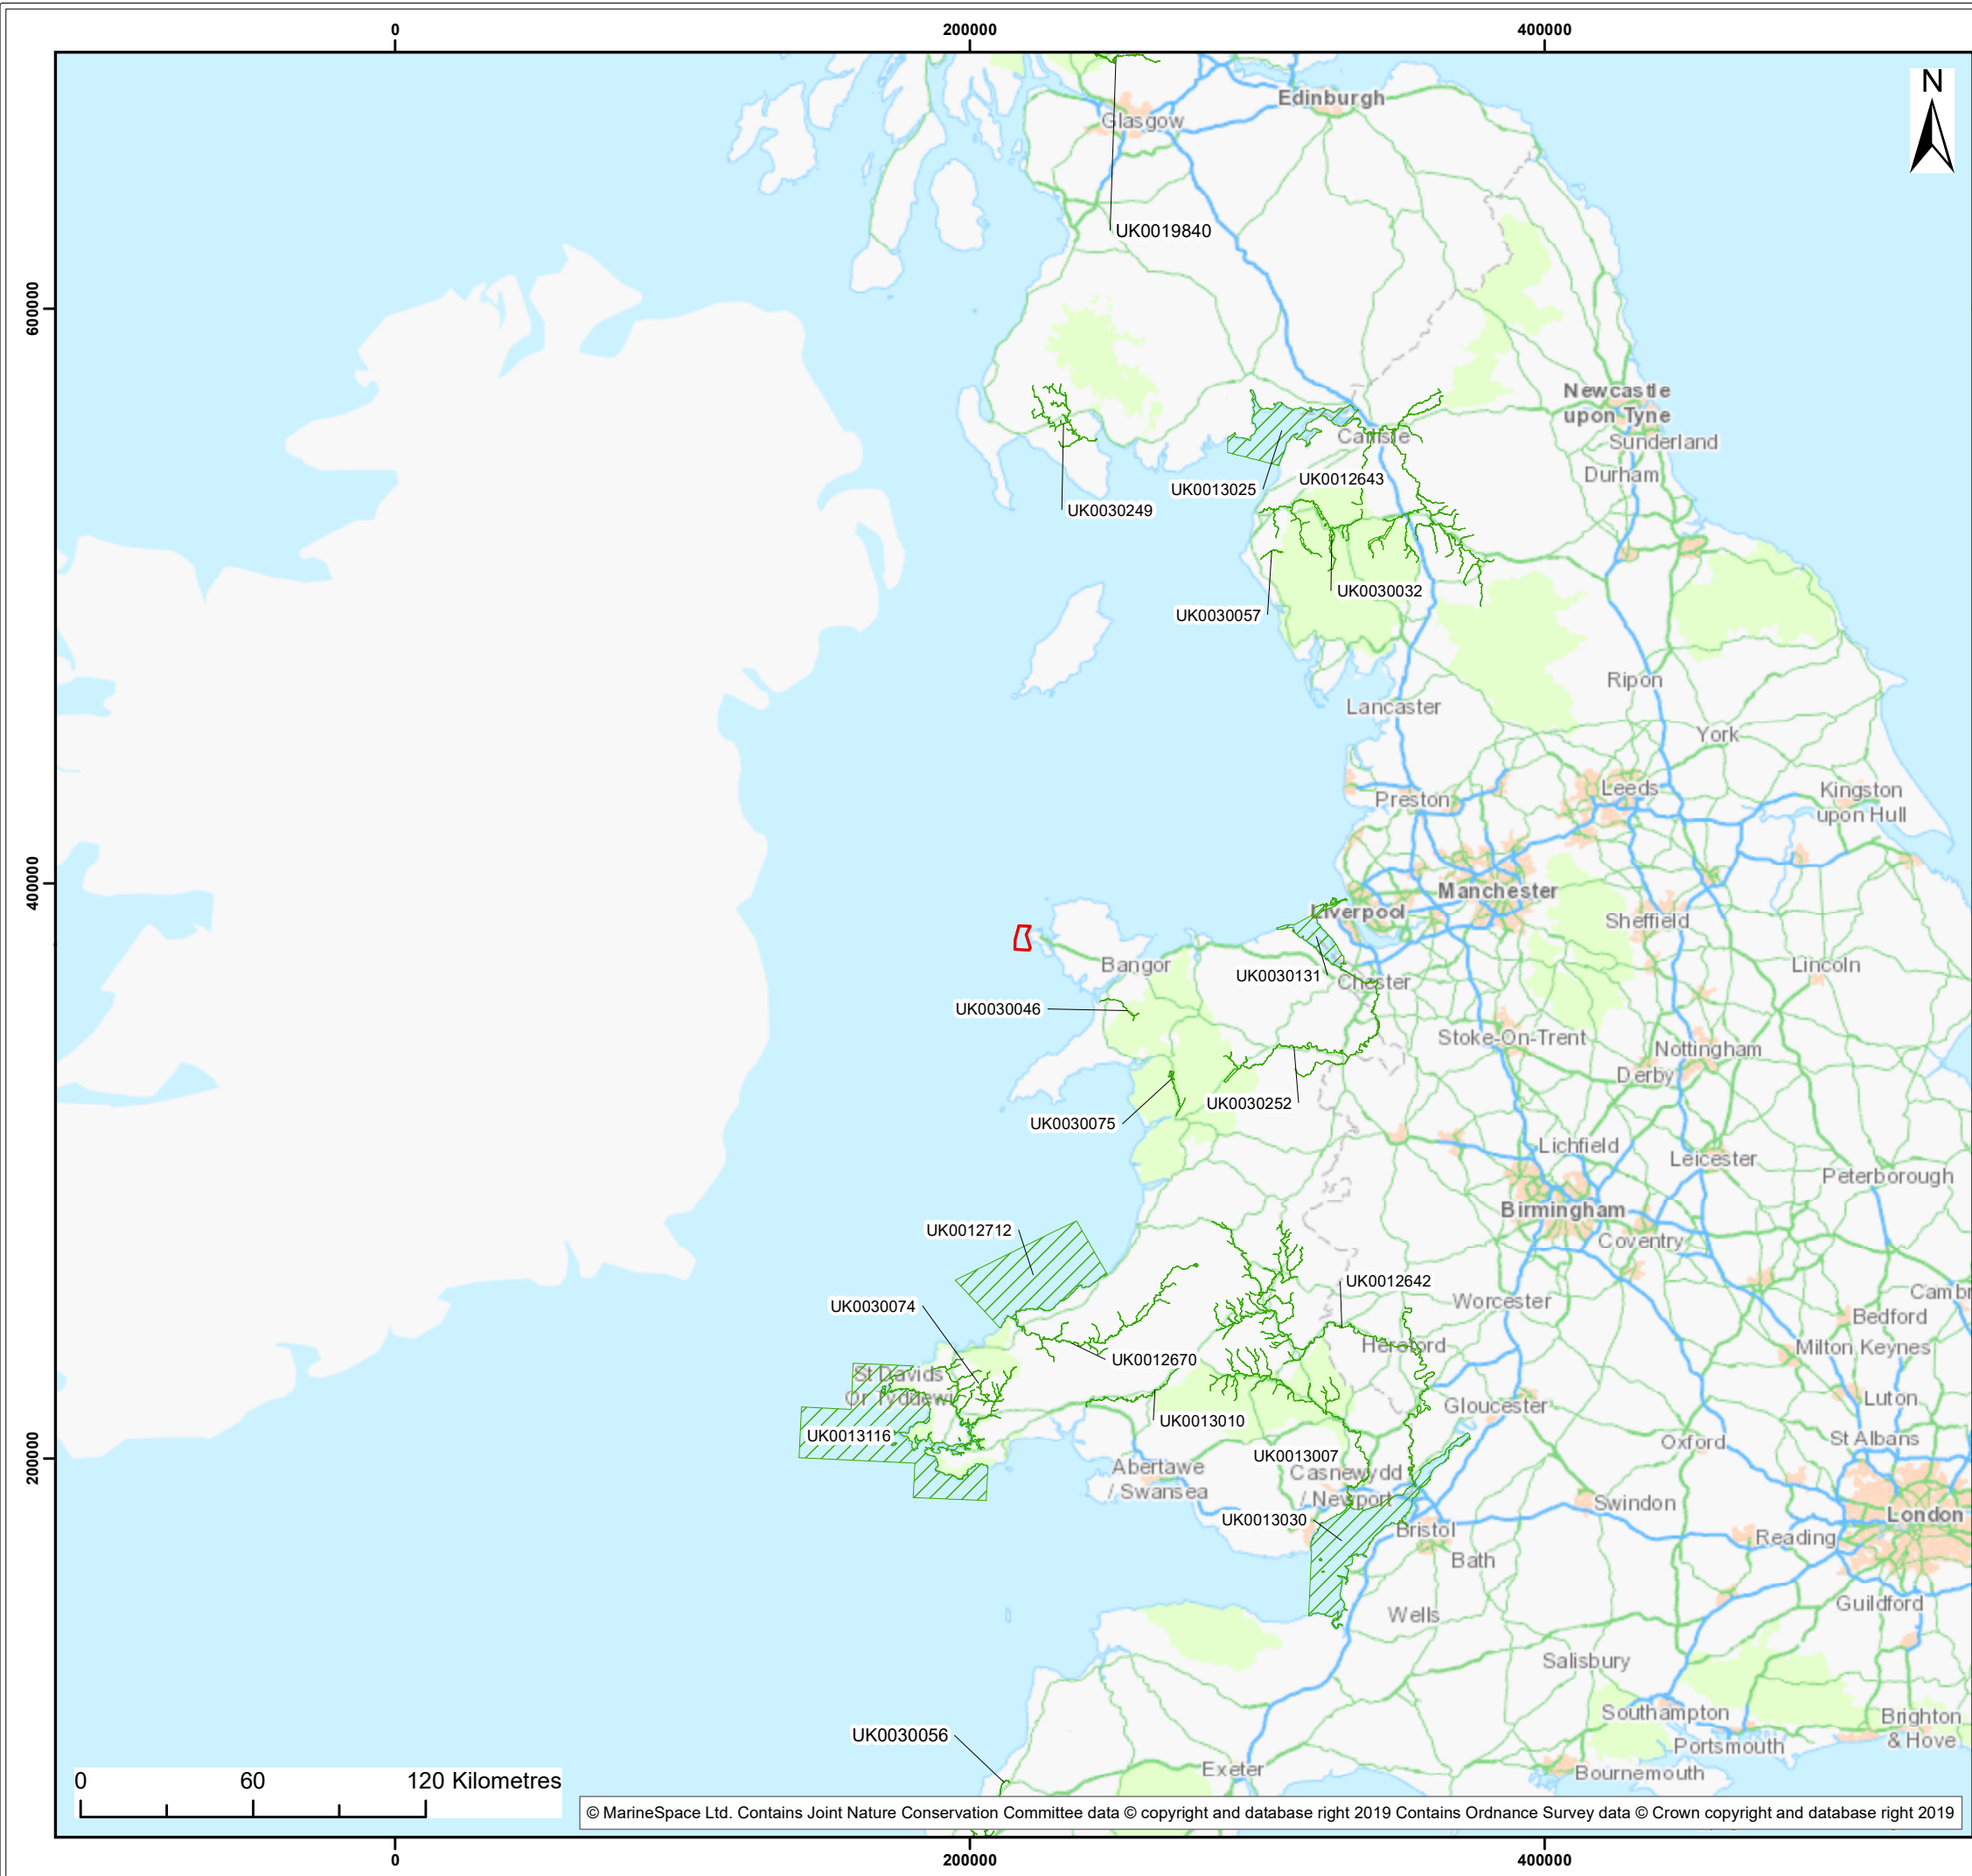 0
200000
400000
N
Edinburgh
Glasgow
UK0019840
600000
Newcastle
upon Tyne
Carlisle
Sunderland
Durham
UK0012643
UK0013025
UK0030249
UK0030032
UK0030057
Ripon
Lancaster
York
Leeds
Kingston
upon Hull
Preston
400000
Manchester
Liverpool
Sheffield
Bangor
Lincoln
UK0030131
Chester
UK0030046
Stoke-On-Trent
Nottingham
Derby
UK0030252
UK0030075
Lichfield
Leicester
Peterborough
Birmingham
UK0012712
Coventry
UK0012642
Cambr
UK0030074
Worcester
Bedford
Hereford
Milton Keynes
UK0012670
St Davids
Or Tyddewi
Luton
Gloucester
UK0013010
UK0013116
St Albans
Oxford
200000
UK0013007
Abertawe
/ Swansea
Casnewydd
/ Newport
Swindon
London
UK0013030
Bristol
Reading
Bath
Guildford
Wells
Salisbury
Southampton
Brighton
& Hove
UK0030056
Portsmouth
Exeter
Bournemouth
0 60 120 Kilometres
© MarineSpace Ltd. Contains Joint Nature Conservation Committee data © copyright and database right 2019 Contains Ordnance Survey data © Crown copyright and database right 2019
0
200000
400000